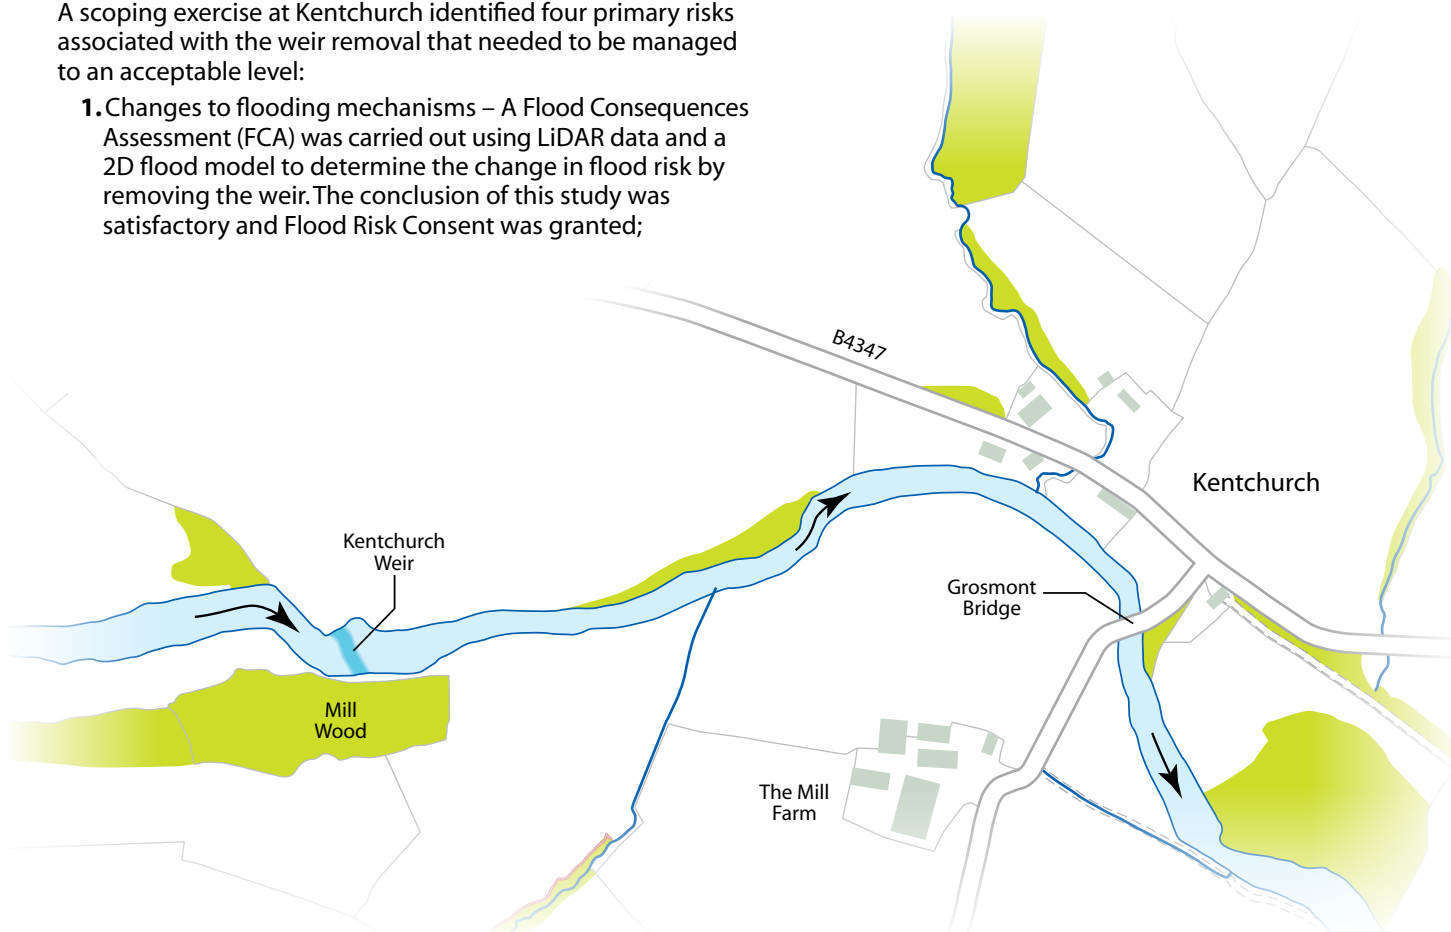 A scoping exercise at Kentchurch identified four primary risks
associated with the weir removal that needed to be managed
to an acceptable level:
1. Changes to flooding mechanisms – A Flood Consequences
Assessment (FCA) was carried out using LiDAR data and a
2D flood model to determine the change in flood risk by
removing the weir. The conclusion of this study was
satisfactory and Flood Risk Consent was granted;
B4347
Kentchurch
Kentchurch
Weir
Grosmont
Bridge
Mill
Wood
The Mill
Farm